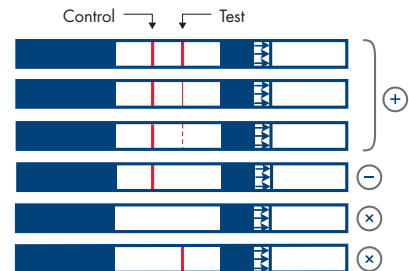 Control Test
+
−
×
×